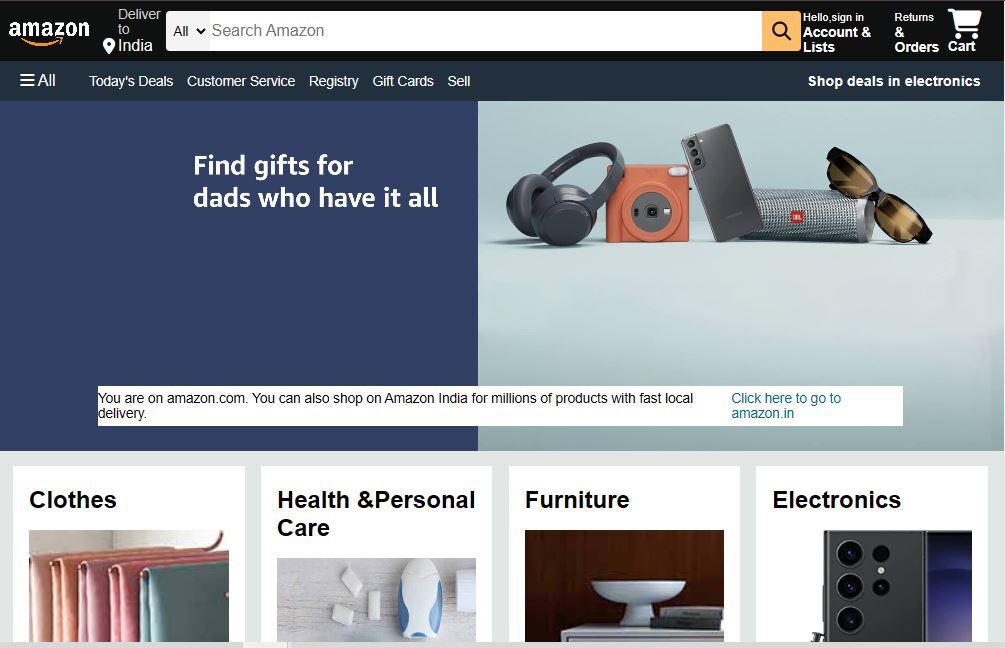 amazon
Deliver
to
India
All
Search Amazon
Hello,sign in
Account &
Lists
Returns
&
Orders
Cart
All
Today's Deals
Customer Service
Registry
Gift Cards
Sell
Shop deals in electronics
Find gifts for
dads who have it all
JBL
You are on amazon.com. You can also shop on Amazon India for millions of products with fast local
delivery.
Click here to go to
amazon.in
Clothes
Health &Personal
Care
Furniture
Electronics